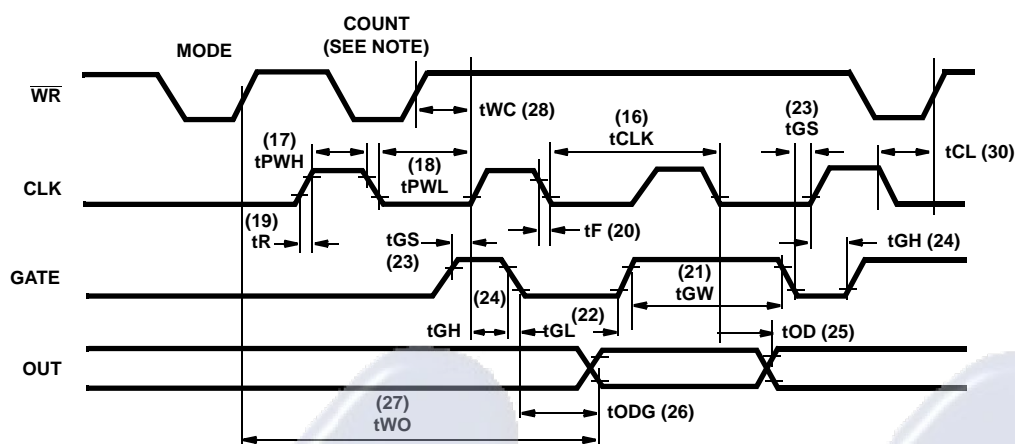 COUNT
(SEE NOTE)
MODE
WR
tWC (28)
(16)
tCLK
(23)
tGS
(17)
tPWH
(18)
tPWL
tCL (30)
CLK
(19)
tR
tGS
(23)
tF (20)
tGH (24)
GATE
(24)
tGH
(22)
tGL
(21)
tGW
tOD (25)
OUT
(27)
tWO
tODG (26)